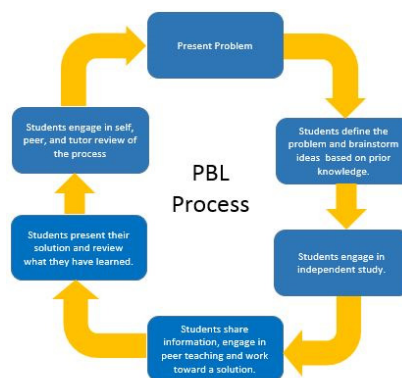 Present Problem
Students define the
problem and brainstorm
ideas based on prior
knowledge.
Students engage in
independent study.
Students share
information, engage in
peer teaching and work
toward a solution.
Students present their
solution and review
what they have learned.
Students engage in self,
peer, and tutor review
of the process
PBL
Process